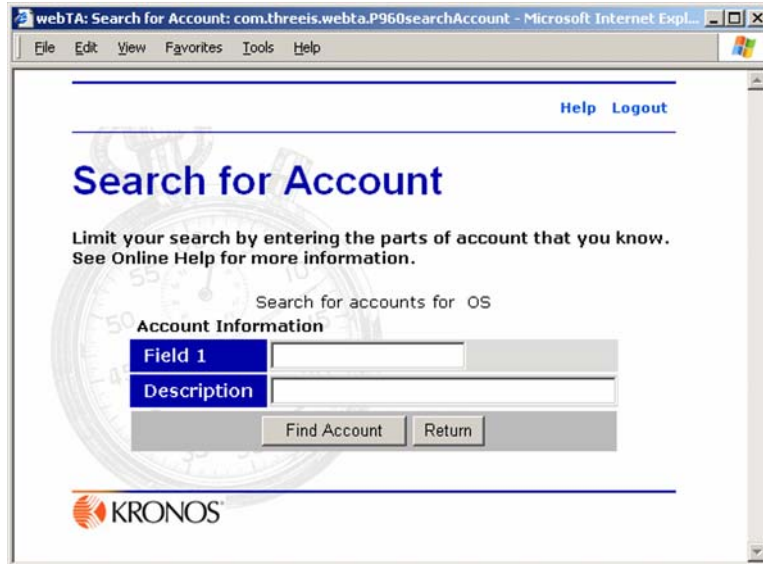 webTA: Search for Account: com.threeis.webta.P960searchAccount - Microsoft Internet Expl...
File Edit View Favorites Tools Help
Help Logout
Search for Account
Limit your search by entering the parts of account that you know.
See Online Help for more information.
Search for accounts for OS
Account Information
Field 1
Description
Find Account Return
KRONOS